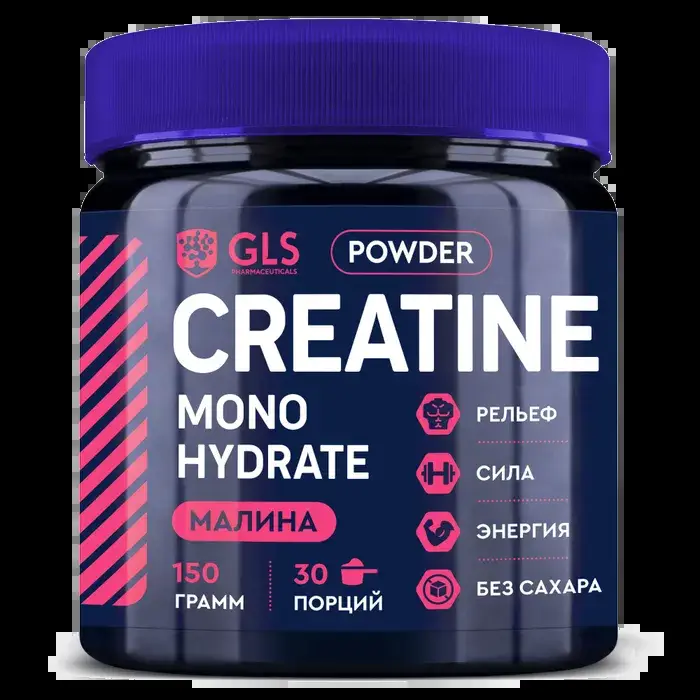 GLS
PHARMACEUTICALS
POWDER
CREATINE
MONO
HYDRATE
МАЛИНА
150
ГРАММ
30
ПОРЦИЙ
РЕЛЬЕФ
СИЛА
ЭНЕРГИЯ
БЕЗ САХАРА